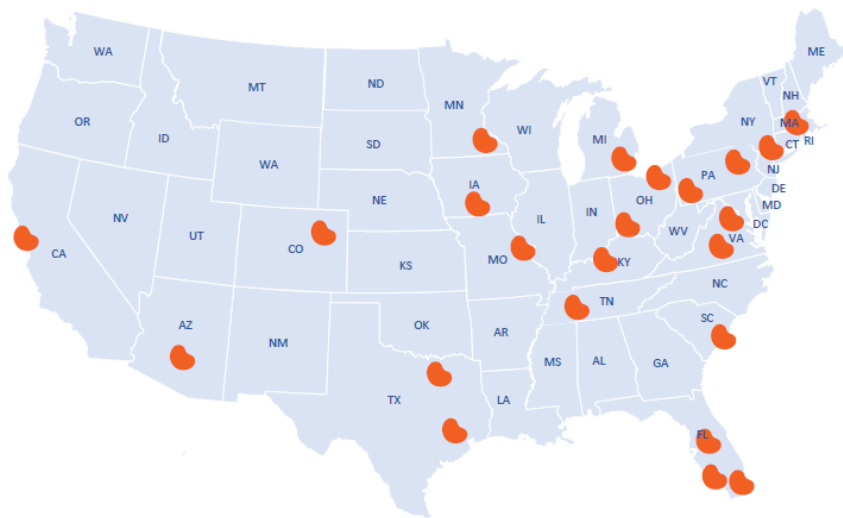 ME
WA
VT
MT
ND
NH
MN
OR
NY
MA
WI
MI
SD
CT
RI
ID
WA
PA
NJ
IA
DE
NE
OH
MD
IL
IN
NV
DC
WV
VA
UT
CO
CA
MO
KY
KS
NC
TN
SC
AZ
OK
AR
NM
MS
AL
GA
TX
LA
FL